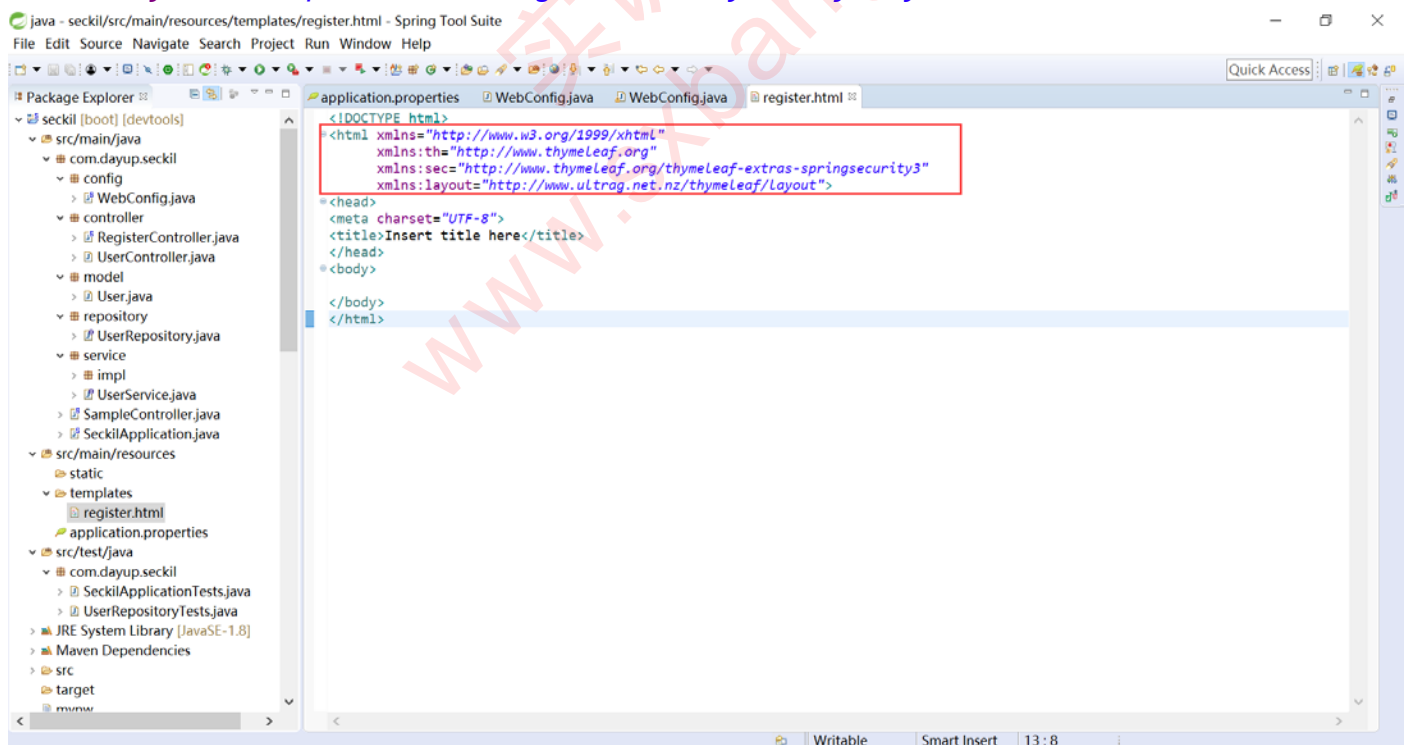 java - seckil/src/main/resources/templates/register.html - Spring Tool Suite
File Edit Source Navigate Search Project Run Window Help
Quick Access
Package Explorer
application.properties WebConfig.java WebConfig.java register.html
seckil [boot] [devtools]
src/main/java
com.dayup.seckil
config
WebConfig.java
controller
RegisterController.java
UserController.java
model
User.java
repository
UserRepository.java
service
impl
UserService.java
SampleController.java
SeckilApplication.java
src/main/resources
static
templates
register.html
application.properties
src/test/java
com.dayup.seckil
SeckilApplicationTests.java
UserRepositoryTests.java
JRE System Library [JavaSE-1.8]
Maven Dependencies
src
target
<!DOCTYPE html>
<html xmlns="http://www.w3.org/1999/xhtml"
xmlns:th="http://www.thymeleaf.org"
xmlns:sec="http://www.thymeleaf.org/thymeleaf-extras-springsecurity3"
xmlns:layout="http://www.ultraq.net.nz/thymeleaf/layout">
<head>
<meta charset="UTF-8">
<title>Insert title here</title>
</head>
<body>
</body>
</html>
Writable Smart Insert 13 : 8